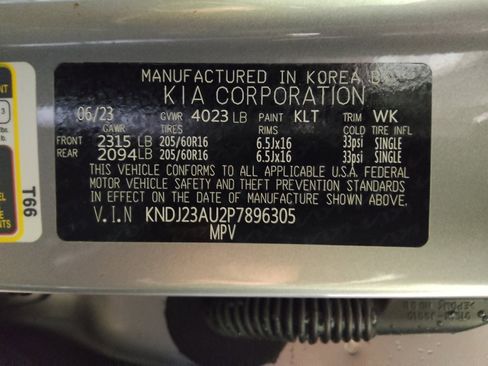 MANUFACTURED IN KOREA B
KIA CORPORATION
06/23 GVWR 4023 LB PAINT KLT TRIM WK
GAWR TIRES RIMS COLD TIRE INFL
FRONT 2315 LB 205/60R16 6.5Jx16 33psi SINGLE
REAR 2094 LB 205/60R16 6.5Jx16 33psi SINGLE
THIS VEHICLE CONFORMS TO ALL APPLICABLE U.S.A. FEDERAL
MOTOR VEHICLE SAFETY AND THEFT PREVENTION STANDARDS
IN EFFECT ON THE DATE OF MANUFACTURE SHOWN ABOVE.
V.I.N KNDJ23AU2P7896305
MPV
T66